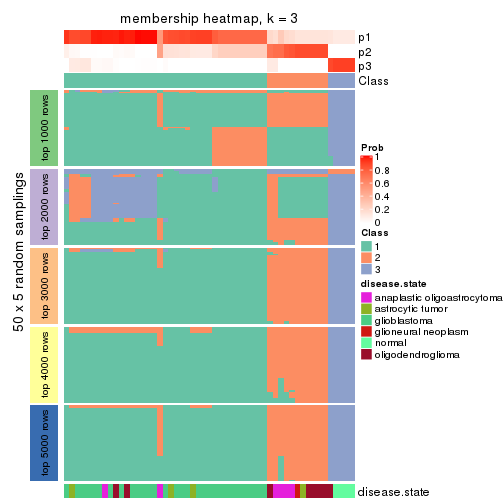 membership heatmap, k = 3
p1
p2
p3
Class
50 x 5 random samplings
top 1000 rows
top 2000 rows
top 3000 rows
top 4000 rows
top 5000 rows
Prob
1
0.8
0.6
0.4
0.2
0
Class
1
2
3
disease.state
anaplastic oligoastrocytoma
astrocytic tumor
glioblastoma
glioneural neoplasm
normal
oligodendroglioma
disease.state